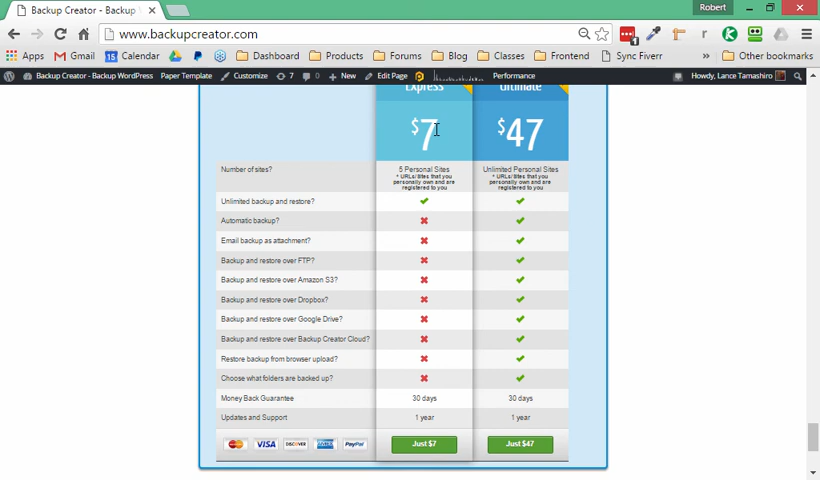 Robert
Backup Creator - Backup W
www.backupcreator.com
Apps Gmail Calendar Dashboard Products Forums Blog Classes Frontend Sync Fiverr » Other bookmarks
Backup Creator - Backup WordPress Paper Template Customize 7 0 New Edit Page Performance Howdy, Lance Tamashiro
Express Ultimate
$7 $47
Number of sites? 5 Personal Sites Unlimited Personal Sites
* URLs/Sites that you personally own and are registered to you * URLs/Sites that you personally own and are registered to you
Unlimited backup and restore?
Automatic backup?
Email backup as attachment?
Backup and restore over FTP?
Backup and restore over Amazon S3?
Backup and restore over Dropbox?
Backup and restore over Google Drive?
Backup and restore over Backup Creator Cloud?
Restore backup from browser upload?
Choose what folders are backed up?
Money Back Guarantee 30 days 30 days
Updates and Support 1 year 1 year
MasterCard VISA DISCOVER PayPal Just $7 Just $47